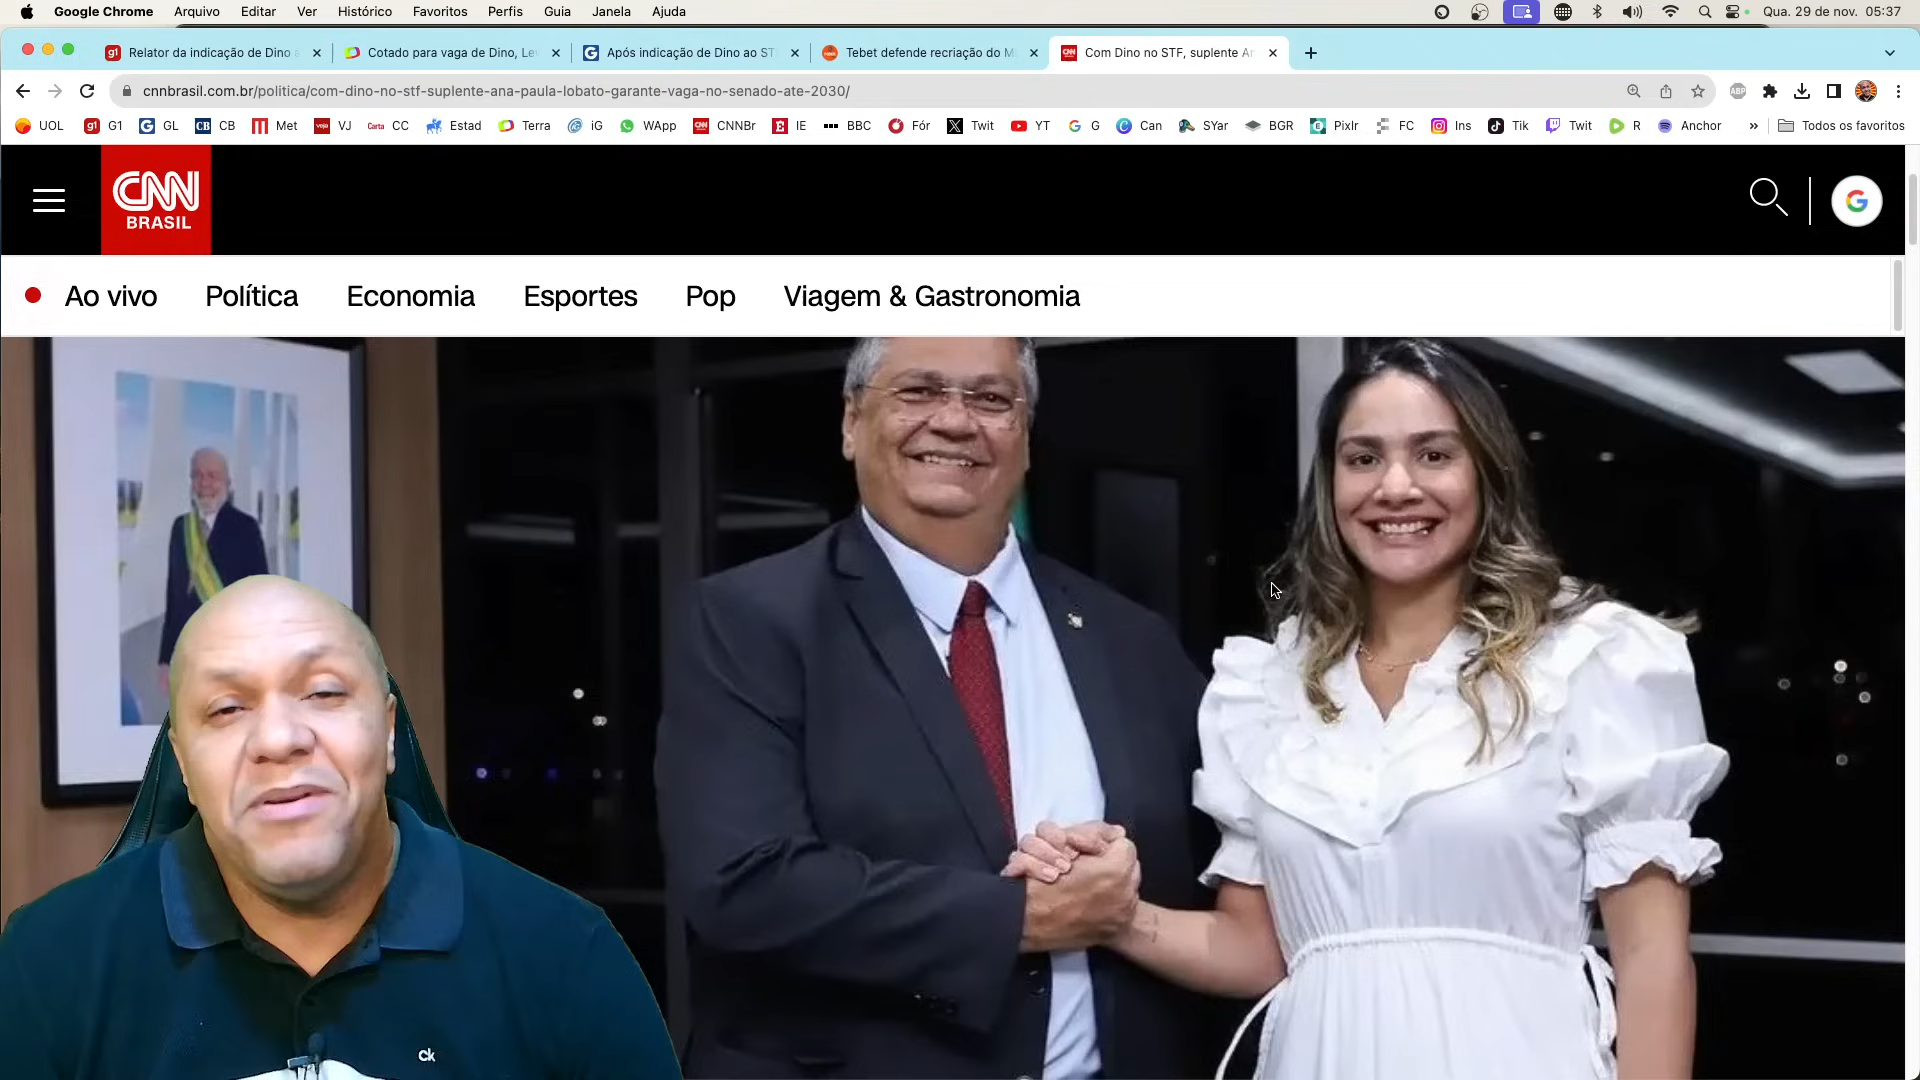 Google Chrome Arquivo Editar Ver Histórico Favoritos Perfis Guia Janela Ajuda Qua. 29 de nov. 05:37
Relator da indicação de Dino a Cotado para vaga de Dino, Lev Após indicação de Dino ao ST Tebet defende recriação do M Com Dino no STF, suplente An
cnnbrasil.com.br/politica/com-dino-no-stf-suplente-ana-paula-lobato-garante-vaga-no-senado-ate-2030/
UOL G1 GL CB Met VJ CC Estad Terra iG WApp CNNBr IE BBC Fór Twit YT G Can SYar BGR Pixlr FC Ins Tik Twit R Anchor » Todos os favoritos
CNN
BRASIL
Ao vivo Política Economia Esportes Pop Viagem & Gastronomia
ck